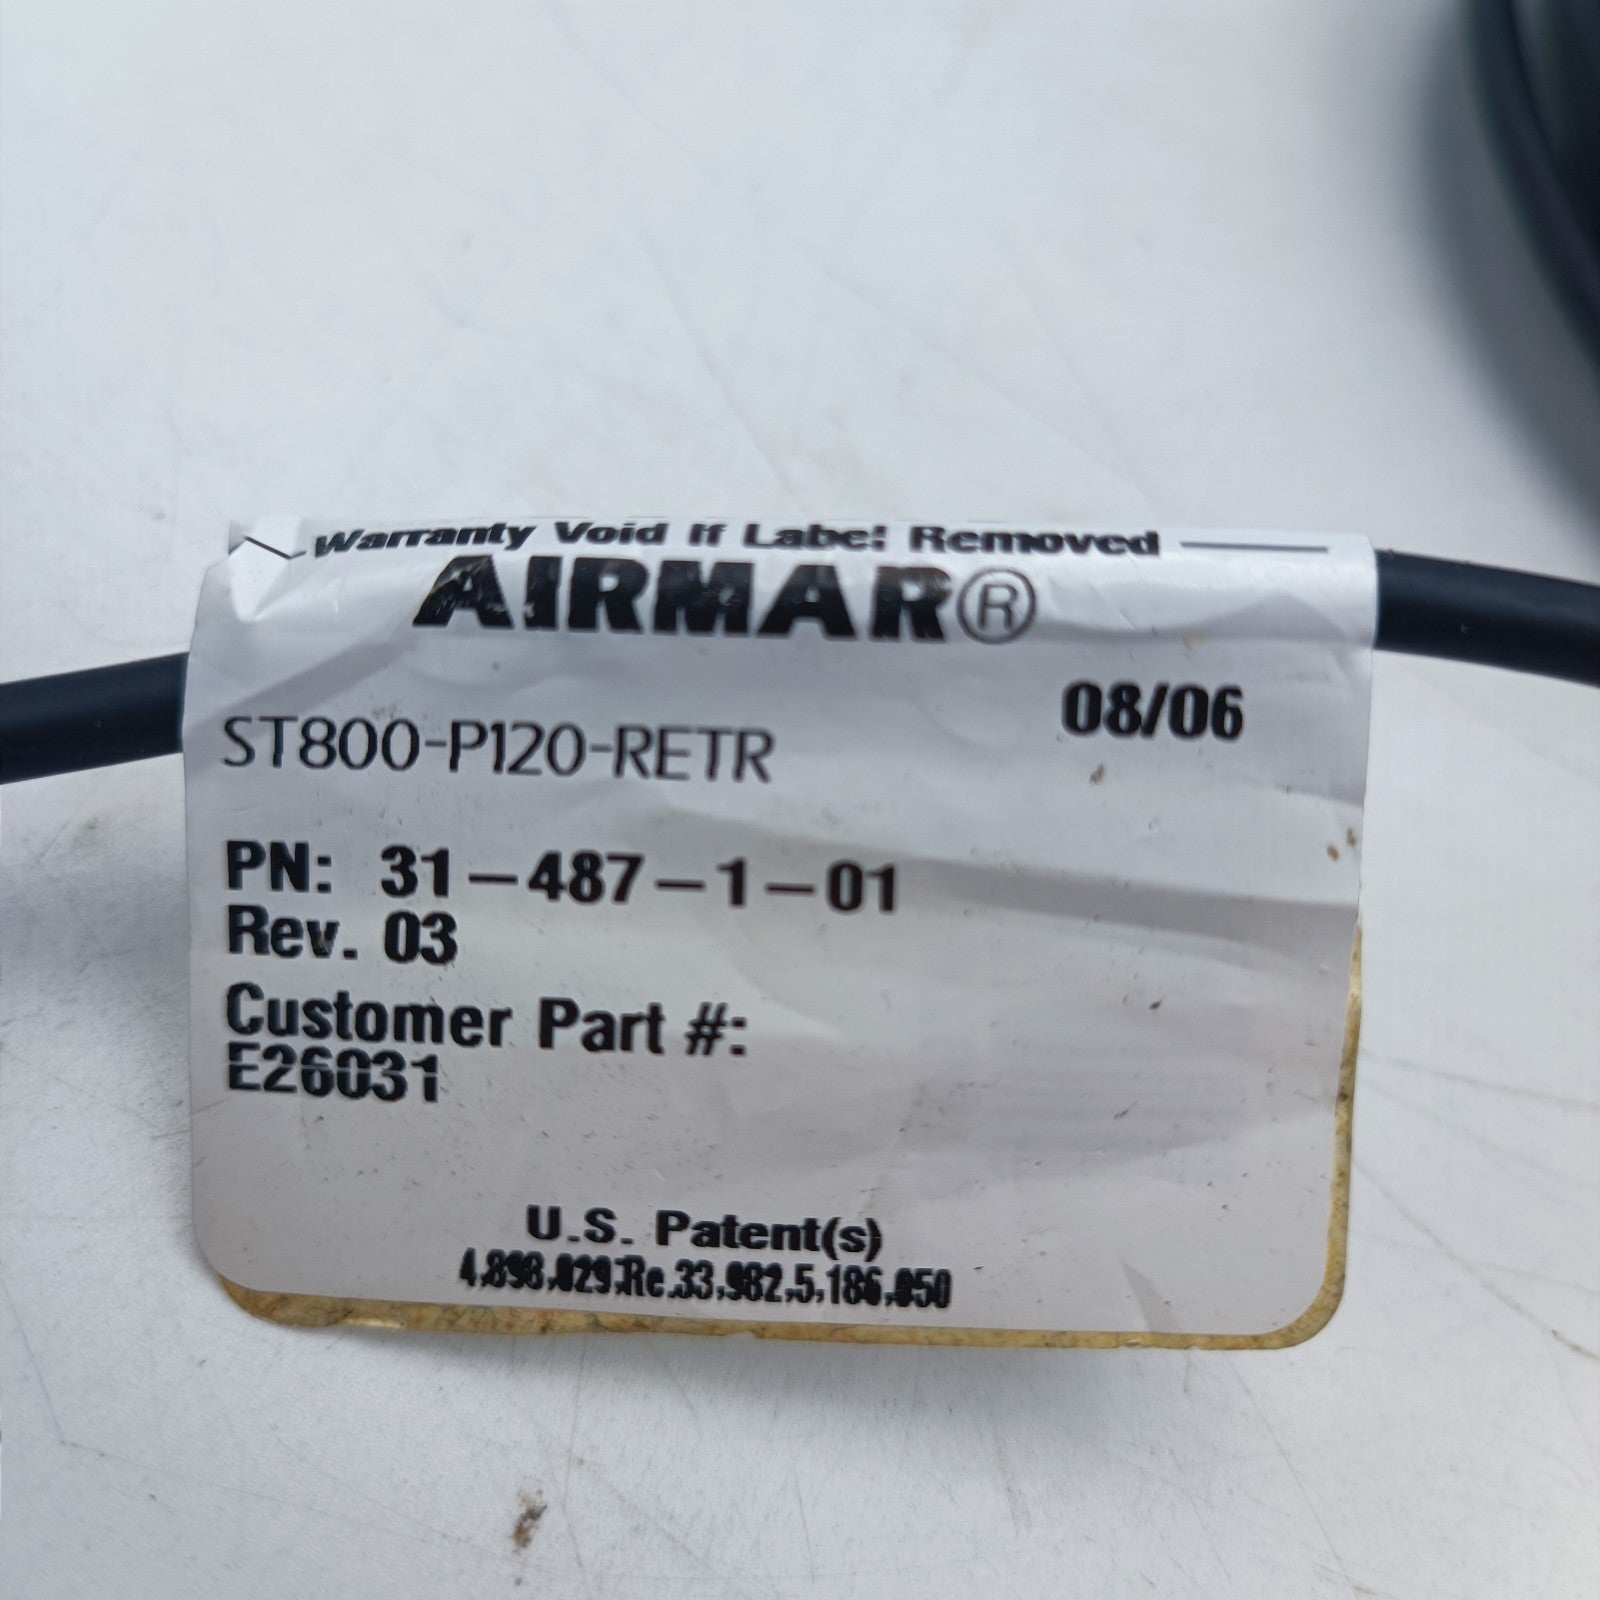 Warranty Void If Label Removed
AIRMAR®
08/06
ST800-P120-RETR
PN: 31-487-1-01
Rev. 03
Customer Part #:
E26031
U.S. Patent(s)
4,898,029,Re.33,982,5,186,050